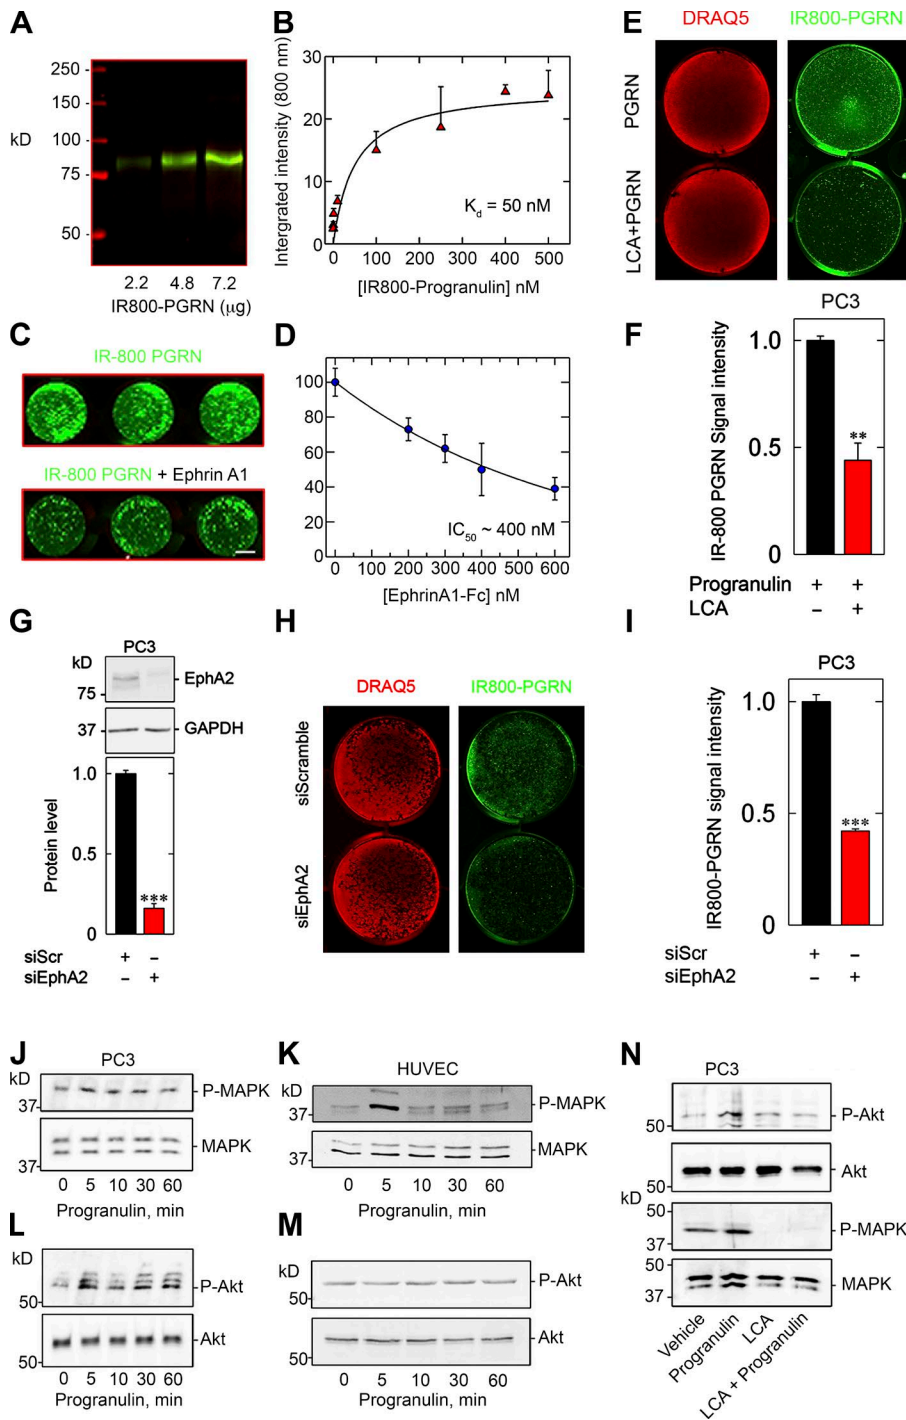 A
250 -
150 -
kD
100 -
75 -
50 -
2.2 4.8 7.2
IR800-PGRN (μg)
B
Intergrated intensity (800 nm)
30
20
10
0
Kd = 50 nM
0 100 200 300 400 500
[IR800-Progranulin] nM
C
IR-800 PGRN
IR-800 PGRN + Ephrin A1
D
100
80
60
40
20
0
IC50 ~ 400 nM
0 100 200 300 400 500 600
[EphrinA1-Fc] nM
E
DRAQ5 IR800-PGRN
PGRN
LCA+PGRN
F
PC3
IR-800 PGRN Signal intensity
1.0
0.5
0
**
Progranulin + +
LCA – +
G
PC3
kD
75
EphA2
37
GAPDH
Protein level
1.0
0.5
0
***
siScr + –
siEphA2 – +
H
DRAQ5 IR800-PGRN
siScramble
siEphA2
I
PC3
IR800-PGRN signal intensity
1.0
0.5
0
***
siScr + –
siEphA2 – +
J
PC3
kD
37
P-MAPK
37
MAPK
0 5 10 30 60
Progranulin, min
K
HUVEC
kD
37
P-MAPK
37
MAPK
0 5 10 30 60
Progranulin, min
L
kD
50
P-Akt
50
Akt
0 5 10 30 60
Progranulin, min
M
kD
50
P-Akt
50
Akt
0 5 10 30 60
Progranulin, min
N
PC3
50
P-Akt
50
Akt
kD
37
P-MAPK
37
MAPK
Vehicle
Progranulin
LCA
LCA + Progranulin